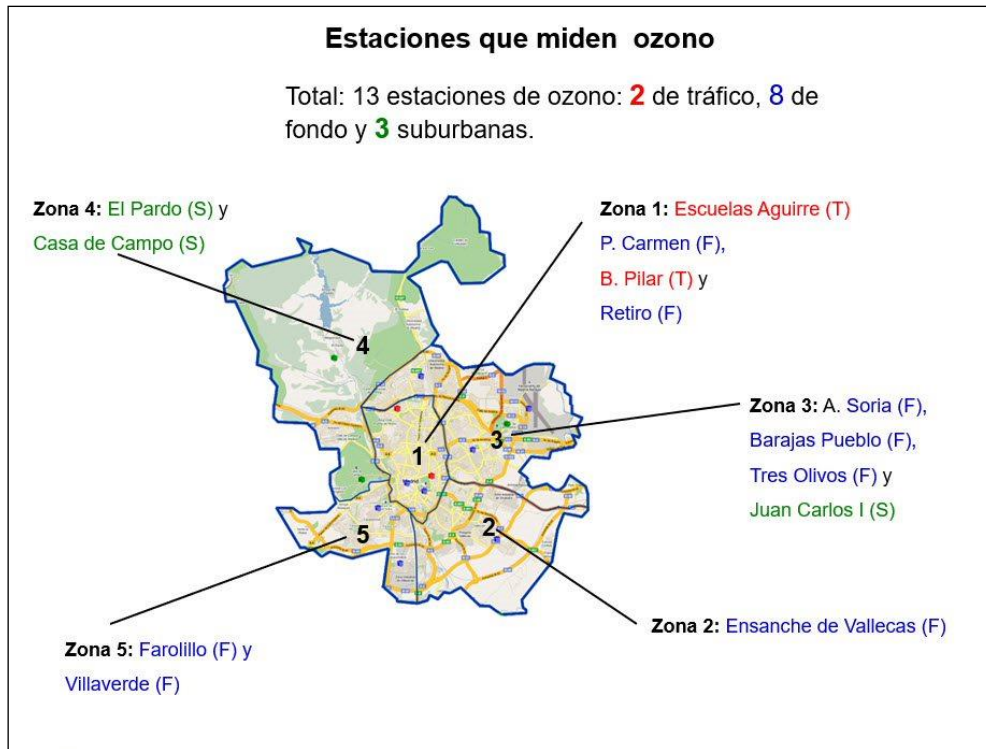 Estaciones que miden ozono
Total: 13 estaciones de ozono: 2 de tráfico, 8 de
fondo y 3 suburbanas.
Zona 4: El Pardo (S) y
Casa de Campo (S)
Zona 1: Escuelas Aguirre (T)
P. Carmen (F),
B. Pilar (T) y
Retiro (F)
4
Zona 3: A. Soria (F),
Barajas Pueblo (F),
Tres Olivos (F) y
Juan Carlos I (S)
3
1
2
5
Zona 2: Ensanche de Vallecas (F)
Zona 5: Farolillo (F) y
Villaverde (F)